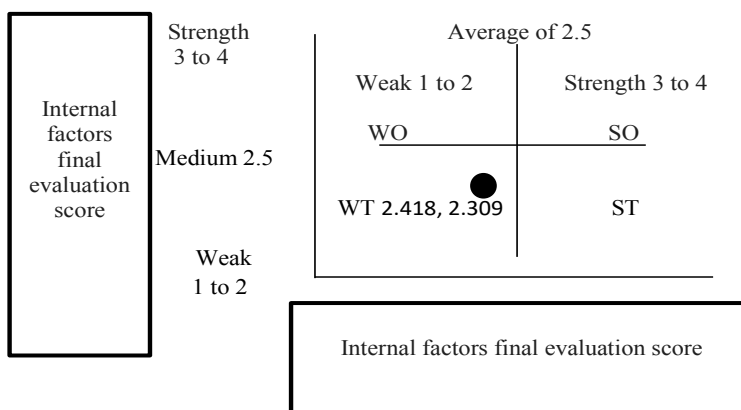 Internal
factors
final
evaluation
score
Strength
3 to 4
Medium 2.5
Weak
1 to 2
Average of 2.5
Weak 1 to 2
Strength 3 to 4
WO
SO
WT 2.418, 2.309
ST
Internal factors final evaluation score